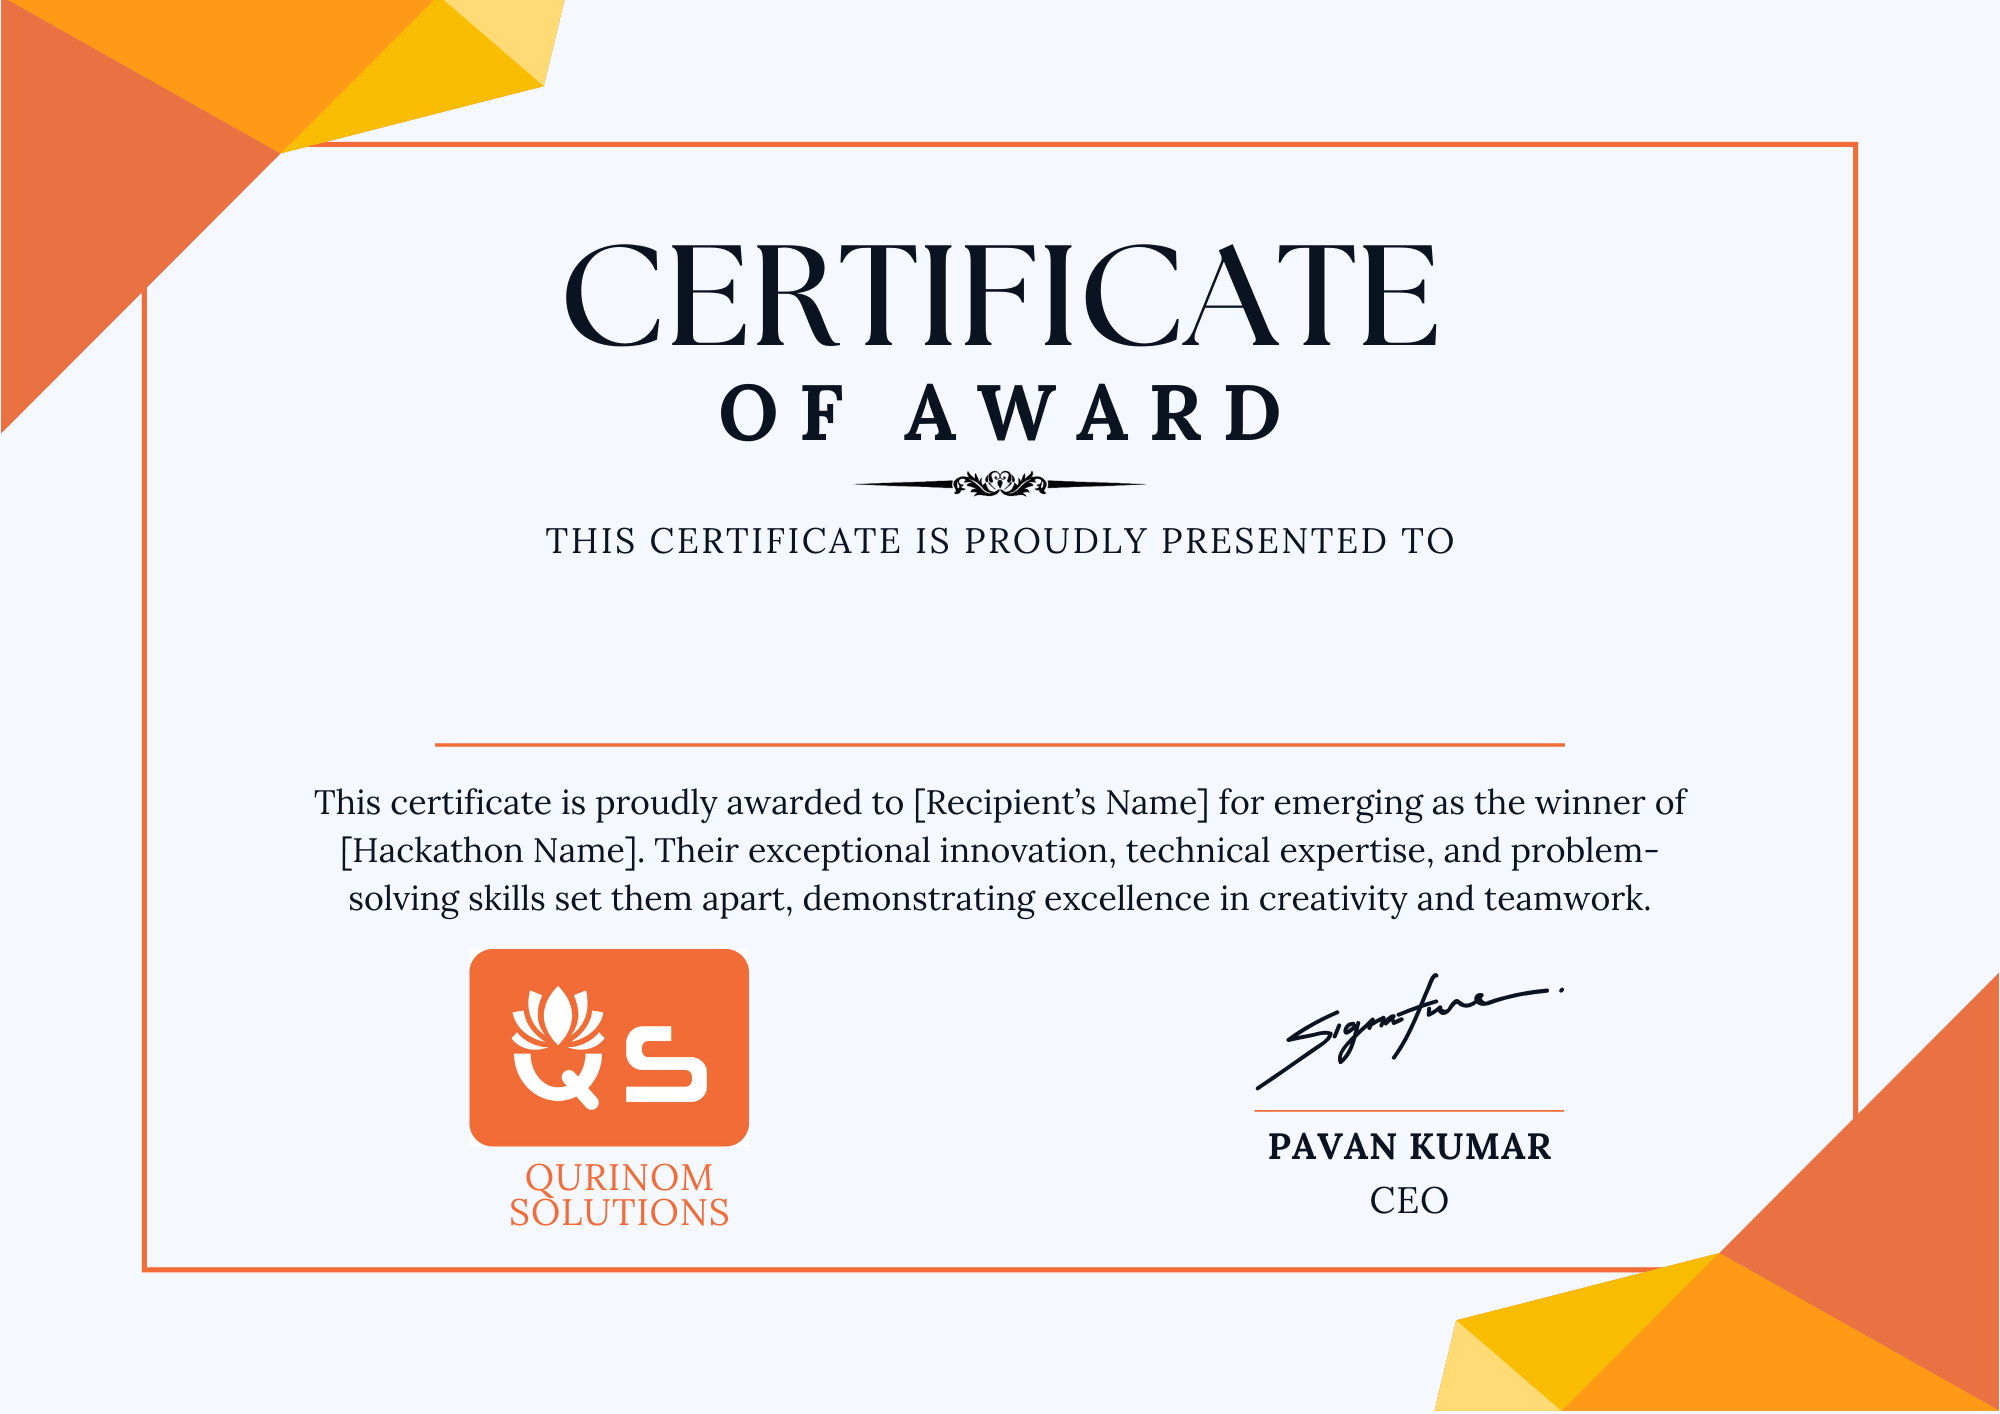 CERTIFICATE
OF AWARD
THIS CERTIFICATE IS PROUDLY PRESENTED TO
This certificate is proudly awarded to [Recipient’s Name] for emerging as the winner of
[Hackathon Name]. Their exceptional innovation, technical expertise, and problem-
solving skills set them apart, demonstrating excellence in creativity and teamwork.
QS
QURINOM
SOLUTIONS
Signature
PAVAN KUMAR
CEO